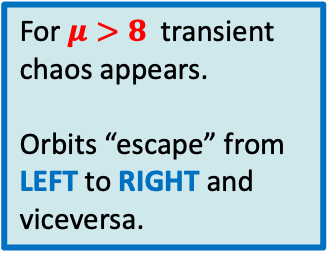 For μ > 8 transient
chaos appears.
Orbits “escape” from
LEFT to RIGHT and
viceversa.